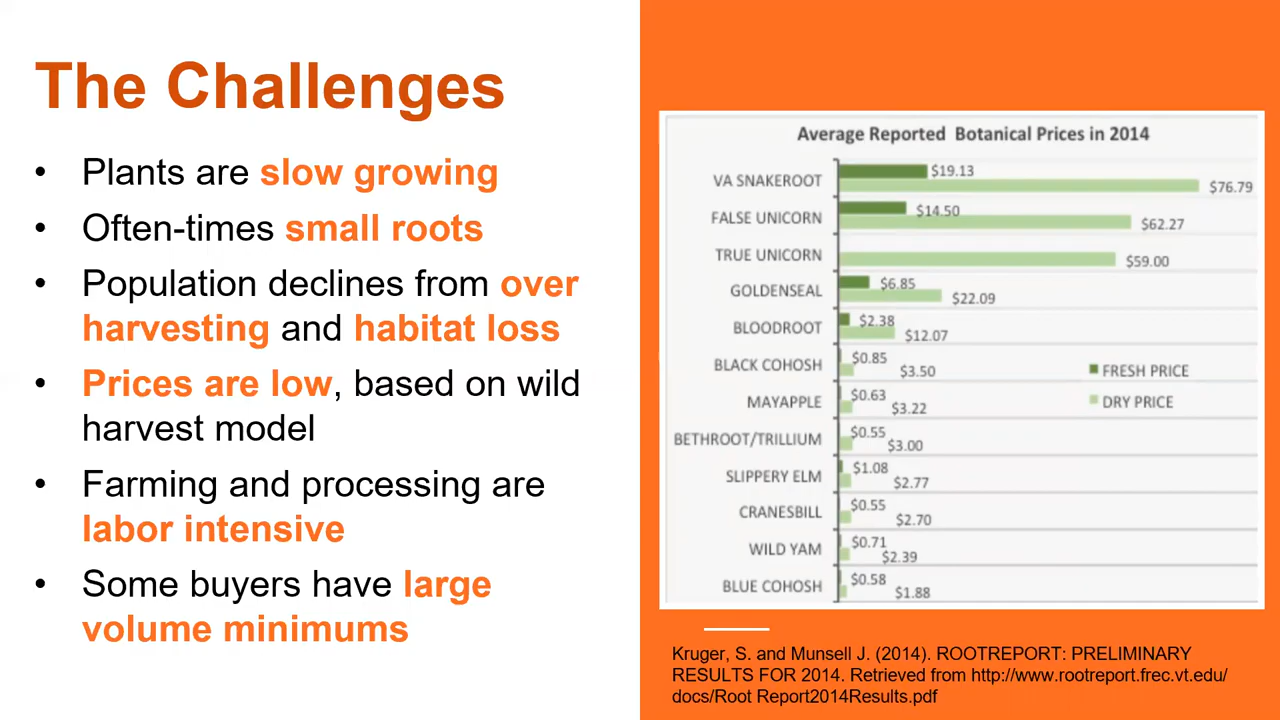 The Challenges
• Plants are slow growing
• Often-times small roots
• Population declines from over
harvesting and habitat loss
• Prices are low, based on wild
harvest model
• Farming and processing are
labor intensive
• Some buyers have large
volume minimums
Average Reported Botanical Prices in 2014
VA SNAKEROOT $19.13 $76.79
FALSE UNICORN $14.50 $62.27
TRUE UNICORN $59.00
GOLDENSEAL $6.85 $22.09
BLOODROOT $2.38 $12.07
BLACK COHOSH $0.85 $3.50
MAYAPPLE $0.63 $3.22
BETHROOT/TRILLIUM $0.55 $3.00
SLIPPERY ELM $1.08 $2.77
CRANESBILL $0.55 $2.70
WILD YAM $0.71 $2.39
BLUE COHOSH $0.58 $1.88
FRESH PRICE
DRY PRICE
Kruger, S. and Munsell J. (2014). ROOTREPORT: PRELIMINARY
RESULTS FOR 2014. Retrieved from http://www.rootreport.frec.vt.edu/
docs/Root Report2014Results.pdf